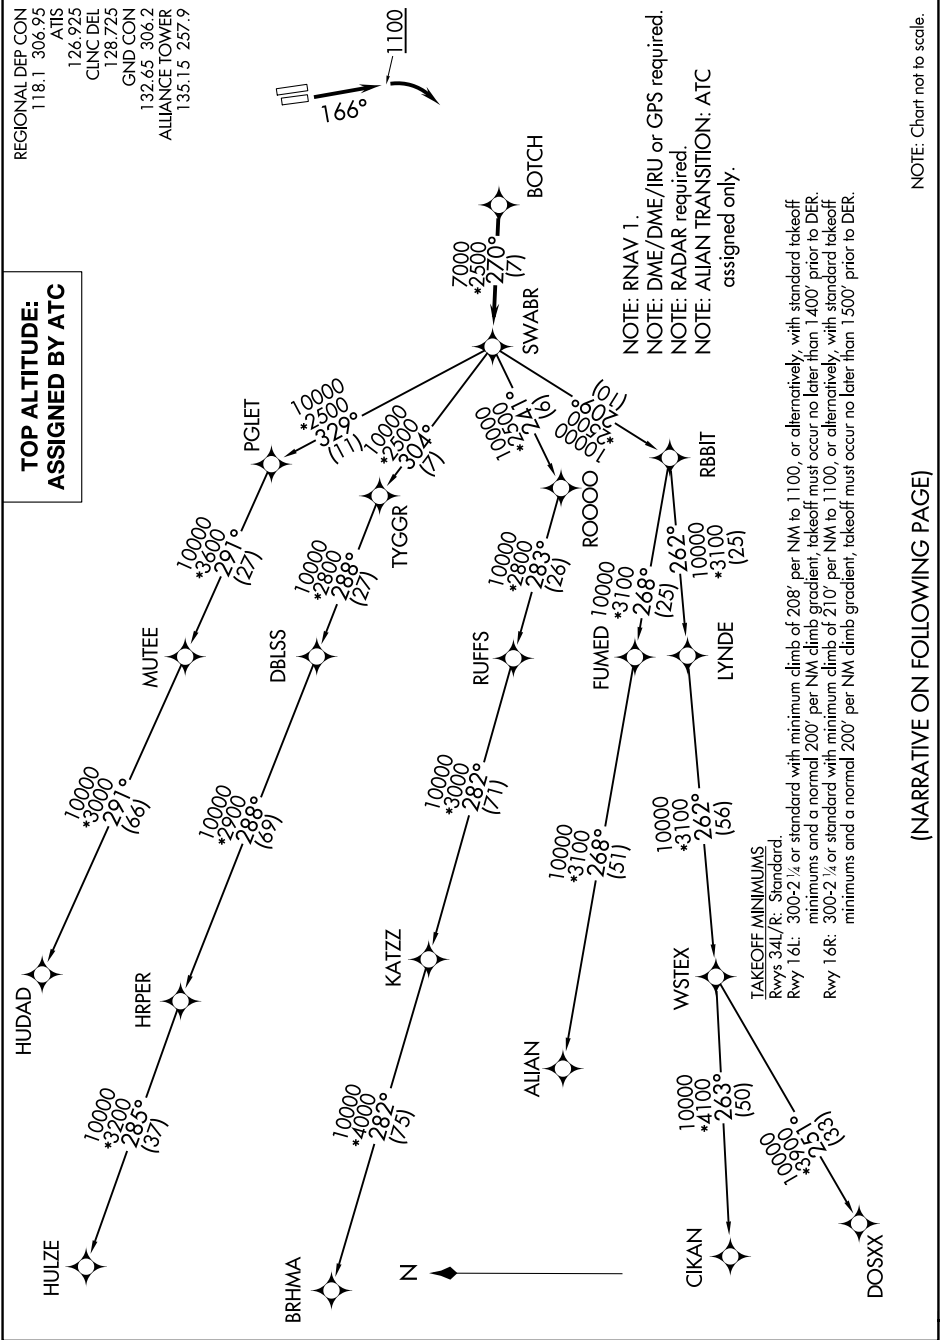 TOP ALTITUDE:
ASSIGNED BY ATC
REGIONAL DEP CON
118.1 306.95
ATIS
126.925
CLNC DEL
128.725
GND CON
132.65 306.2
ALLIANCE TOWER
135.15 257.9
1100
166°
HUDAD
10000
*3000
291°
(66)
MUTEE
10000
*3600
291°
(27)
PGLET
10000
*2500
329°
(11)
HULZE
10000
*3200
285°
(37)
HRPER
10000
*2900
288°
(69)
DBLSS
10000
*2800
288°
(27)
TYGGR
10000
*2500
304°
(7)
BRHMA
10000
*4000
282°
(75)
KATZZ
10000
*3000
282°
(71)
RUFFS
10000
*2800
283°
(26)
ROOOO
10000
*2500
241°
(6)
SWABR
7000
*2500
270°
(7)
BOTCH
N
ALIAN
10000
*3100
268°
(51)
FUMED
10000
*3100
268°
(25)
RBBIT
10000
*2500
209°
(10)
CIKAN
10000
*4100
263°
(50)
WSTEX
10000
*3100
262°
(56)
LYNDE
262°
10000
*3100
(25)
DOSXX
10000
*3900
251°
(33)
NOTE: RNAV 1.
NOTE: DME/DME/IRU or GPS required.
NOTE: RADAR required.
NOTE: ALIAN TRANSITION: ATC
assigned only.
TAKEOFF MINIMUMS
Rwys 34L/R: Standard.
Rwy 16L: 300-2 ¼ or standard with minimum climb of 208' per NM to 1100, or alternatively, with standard takeoff
minimums and a normal 200' per NM climb gradient, takeoff must occur no later than 1400' prior to DER.
Rwy 16R: 300-2 ¼ or standard with minimum climb of 210' per NM to 1100, or alternatively, with standard takeoff
minimums and a normal 200' per NM climb gradient, takeoff must occur no later than 1500' prior to DER.
(NARRATIVE ON FOLLOWING PAGE)
NOTE: Chart not to scale.